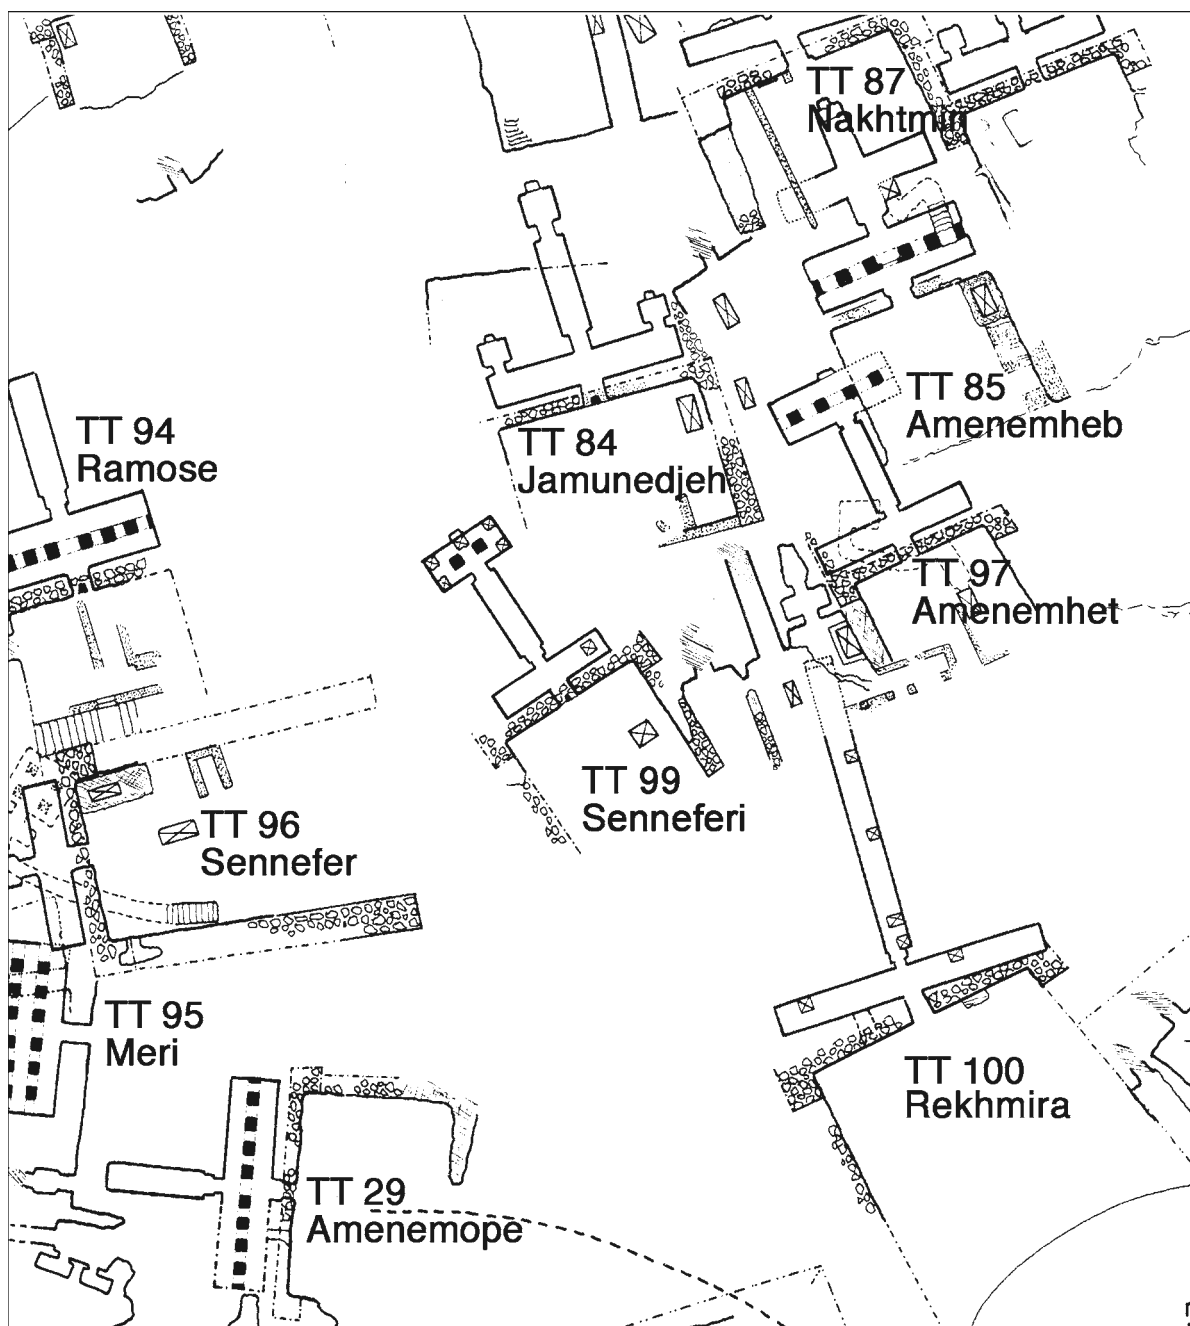 TT 87
Nakhtmin
TT 85
Amenemheb
TT 94
Ramose
TT 84
Jamunedjeh
TT 97
Amenemhet
TT 99
Senneferi
TT 96
Sennefer
TT 95
Meri
TT 100
Rekhmira
TT 29
Amenemope